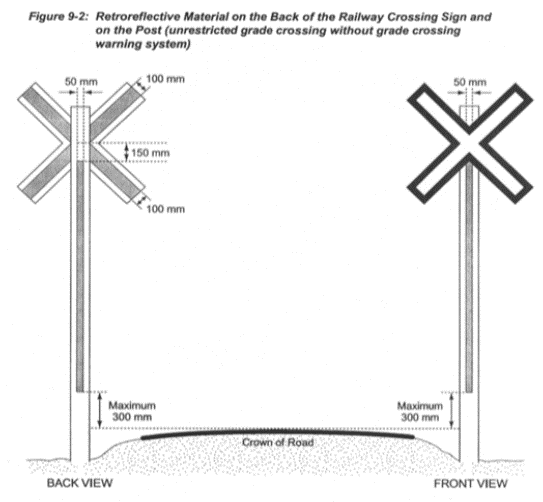 Figure 9-2: Retroreflective Material on the Back of the Railway Crossing Sign and
on the Post (unrestricted grade crossing without grade crossing
warning system)
50 mm
100 mm
50 mm
150 mm
100 mm
Maximum
300 mm
Maximum
300 mm
Crown of Road
BACK VIEW
FRONT VIEW